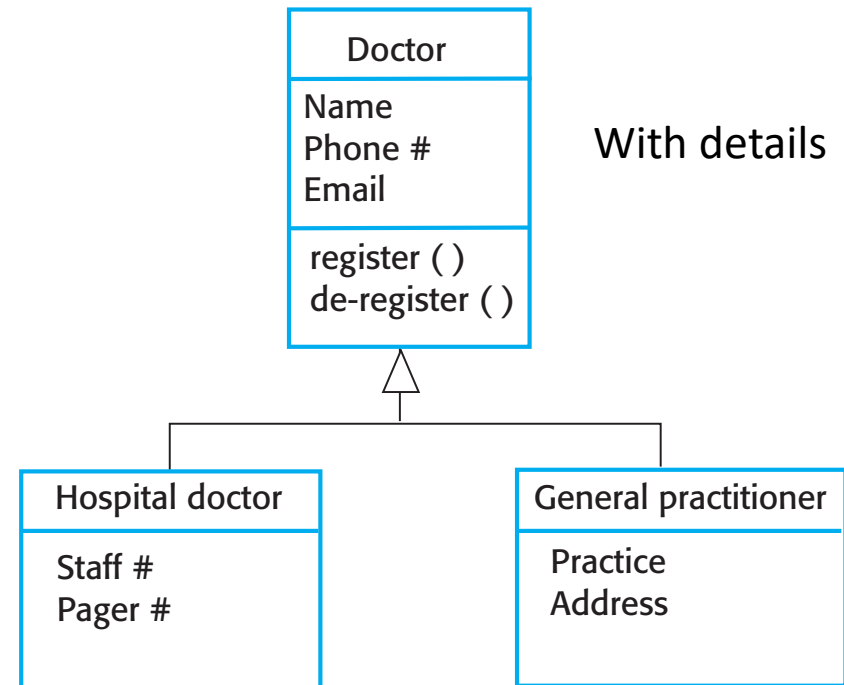 Doctor
Name
Phone #
Email
With details
register ( )
de-register ( )
Hospital doctor
Staff #
Pager #
General practitioner
Practice
Address